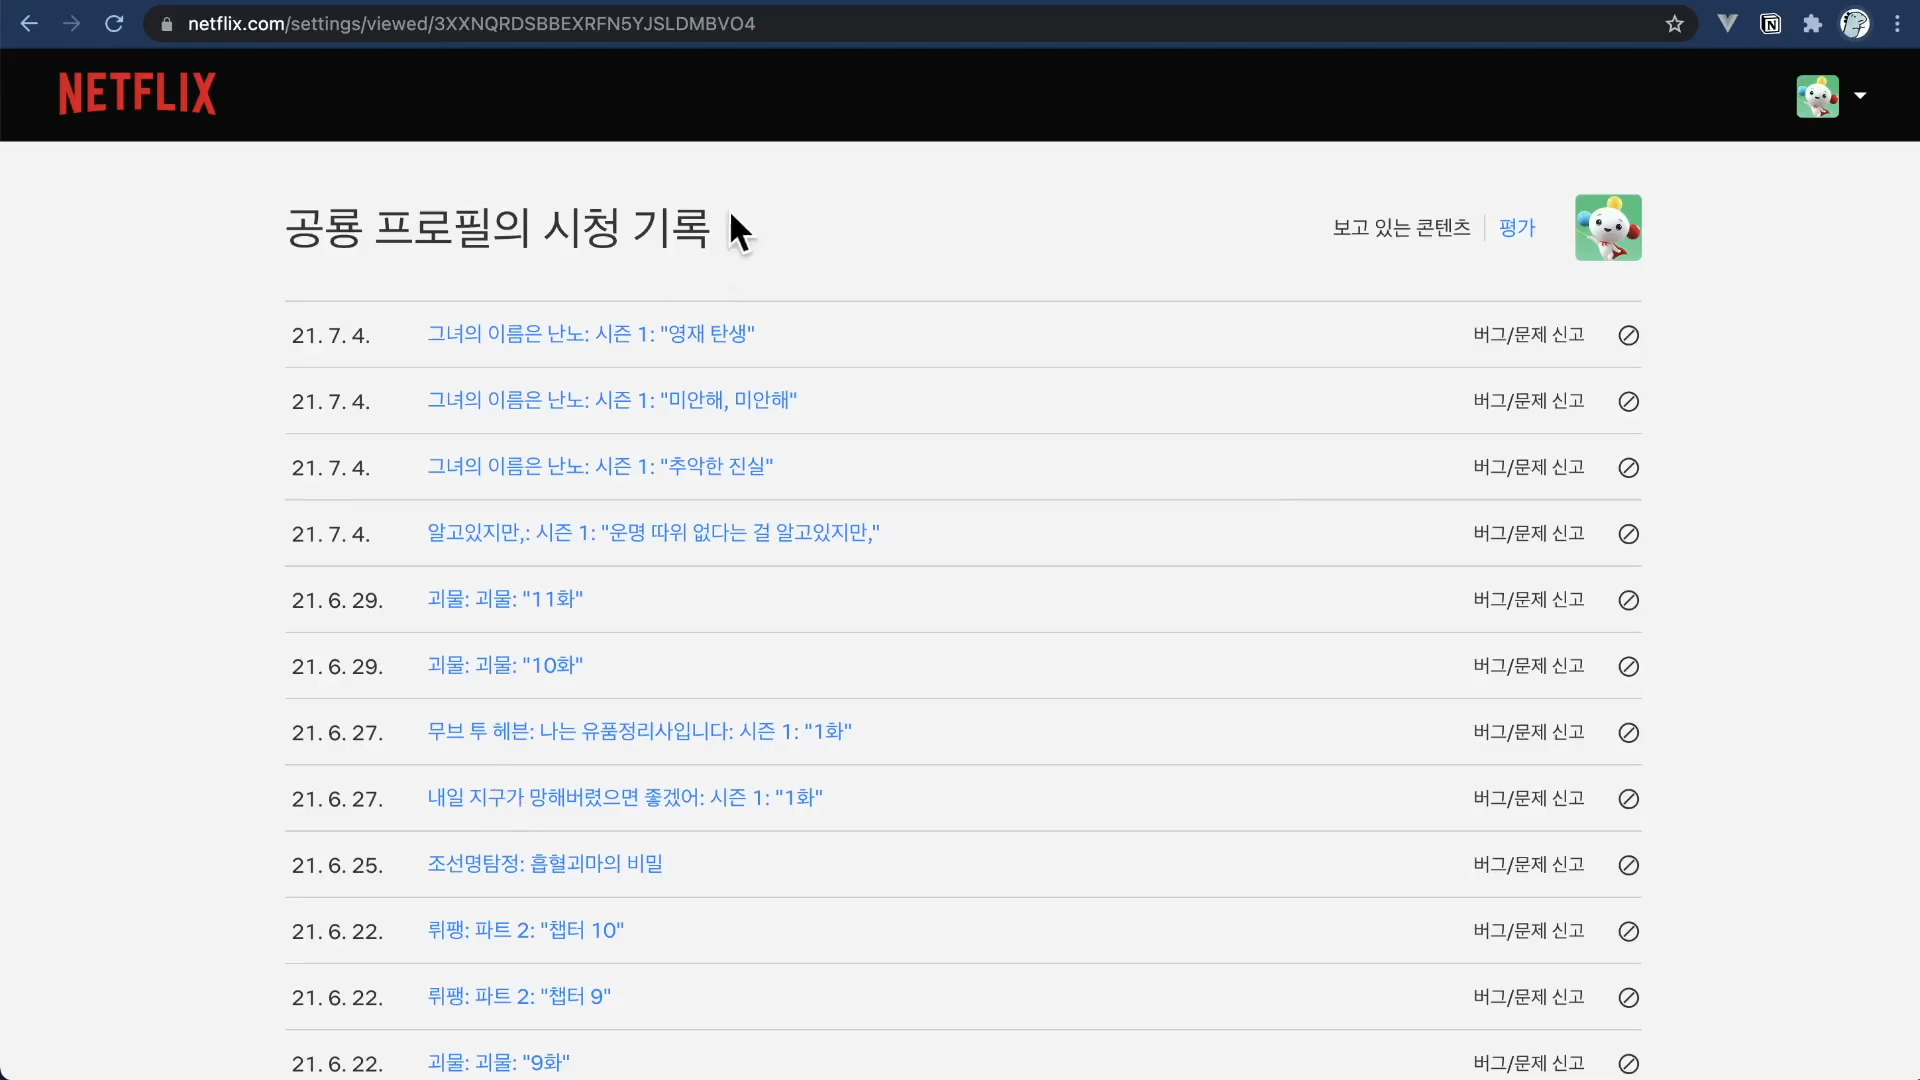 netflix.com/settings/viewed/3XXNQRDSBBEXRFN5YJSLDMBVO4
NETFLIX
공룡 프로필의 시청 기록
보고 있는 콘텐츠 평가
21. 7. 4. 그녀의 이름은 난노: 시즌 1: "영재 탄생" 버그/문제 신고
21. 7. 4. 그녀의 이름은 난노: 시즌 1: "미안해, 미안해" 버그/문제 신고
21. 7. 4. 그녀의 이름은 난노: 시즌 1: "추악한 진실" 버그/문제 신고
21. 7. 4. 알고있지만,: 시즌 1: "운명 따위 없다는 걸 알고있지만," 버그/문제 신고
21. 6. 29. 괴물: 괴물: "11화" 버그/문제 신고
21. 6. 29. 괴물: 괴물: "10화" 버그/문제 신고
21. 6. 27. 무브 투 헤븐: 나는 유품정리사입니다: 시즌 1: "1화" 버그/문제 신고
21. 6. 27. 내일 지구가 망해버렸으면 좋겠어: 시즌 1: "1화" 버그/문제 신고
21. 6. 25. 조선명탐정: 흡혈괴마의 비밀 버그/문제 신고
21. 6. 22. 뤼팽: 파트 2: "챕터 10" 버그/문제 신고
21. 6. 22. 뤼팽: 파트 2: "챕터 9" 버그/문제 신고
21. 6. 22. 괴물: 괴물: "9화" 버그/문제 신고